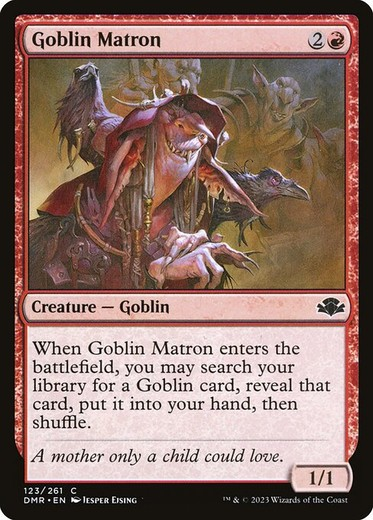 Goblin Matron 2
Creature — Goblin
When Goblin Matron enters the
battlefield, you may search your
library for a Goblin card, reveal that
card, put it into your hand, then
shuffle.
A mother only a child could love.
1/1
123/261 C
DMR • EN Jesper Eising ™ & © 2023 Wizards of the Coast